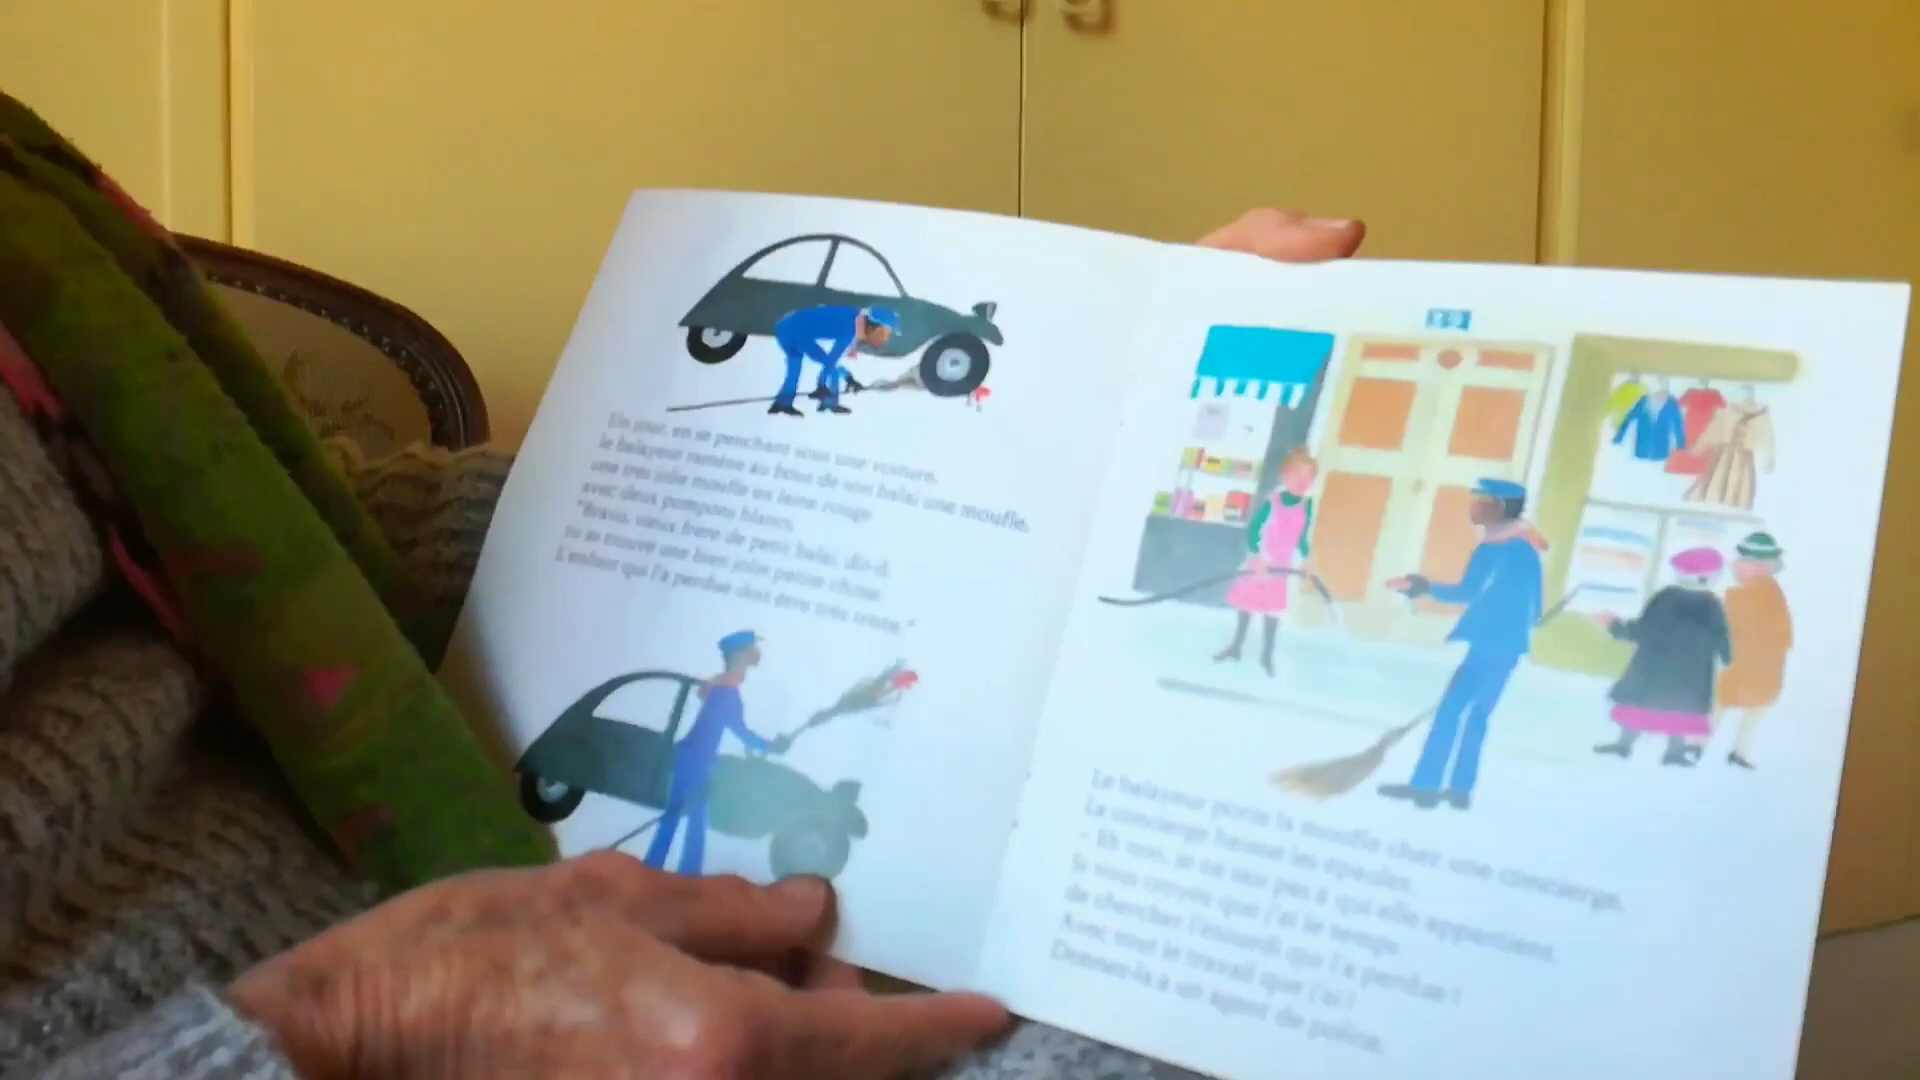 Un jour, en se penchant sous une voiture,
le balayeur ramène au bout de son balai une moufle,
une très jolie moufle en laine rouge
avec deux pompons blancs.
"Bravo, vieux frère de petit balai, dit-il,
tu as trouvé une bien jolie petite chose.
L'enfant qui l'a perdue doit être très triste."
39
Le balayeur porte la moufle chez une concierge.
La concierge hausse les épaules.
- Eh non, je ne sais pas à qui elle appartient.
Si vous croyez que j'ai le temps
de chercher l'étourdi que l'a perdue !
Avec tout le travail que j'ai !
Donnez-la à un agent de police.